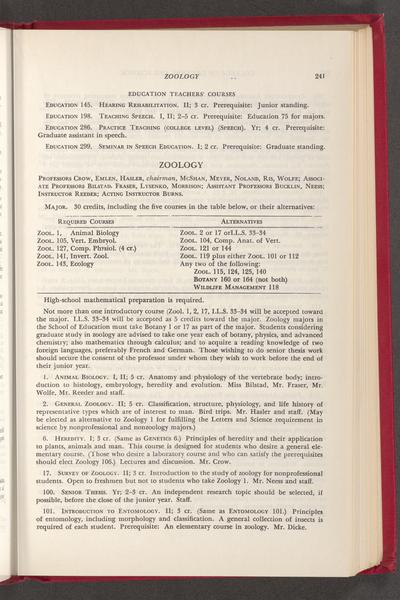 ZOOLOGY 241
EDUCATION TEACHERS' COURSES
EDUCATION 145. HEARING REHABILITATION. II; 3 cr. Prerequisite: Junior standing.
EDUCATION 198. TEACHING SPEECH. I, II; 2–5 cr. Prerequisite: Education 75 for majors.
EDUCATION 286. PRACTICE TEACHING (COLLEGE LEVEL) (SPEECH). Yr; 4 cr. Prerequisite:
Graduate assistant in speech.
EDUCATION 299. SEMINAR IN SPEECH EDUCATION. I; 2 cr. Prerequisite: Graduate standing.
ZOOLOGY
PROFESSORS CROW, EMLEN, HASLER, chairman, MCSHAN, MEYER, NOLAND, RIS, WOLFE; ASSOCI-
ATE PROFESSORS BILSTAD, FRASER, LYSENKO, MORRISON; ASSISTANT PROFESSORS BUCKLIN, NEESS;
INSTRUCTOR REEDER; ACTING INSTRUCTOR BURNS.
MAJOR. 30 credits, including the five courses in the table below, or their alternatives:
REQUIRED COURSES ALTERNATIVES
ZOOL. 1, Animal Biology ZOOL. 2 or 17 or I.L.S. 33–34
ZOOL. 105, Vert. Embryol. ZOOL. 104, Comp. Anat. of Vert.
ZOOL. 127, Comp. Physiol. (4 cr.) ZOOL. 121 or 144
ZOOL. 141, Invert. Zool. ZOOL. 119 plus either ZOOL. 101 or 112
ZOOL. 143, Ecology Any two of the following:
ZOOL. 115, 124, 125, 140
BOTANY 160 or 164 (not both)
WILDLIFE MANAGEMENT 118
High-school mathematical preparation is required.
Not more than one introductory course (Zool. 1, 2, 17, I.L.S. 33–34 will be accepted toward
the major. I.L.S. 33–34 will be accepted as 5 credits toward the major. Zoology majors in
the School of Education must take Botany 1 or 17 as part of the major. Students considering
graduate study in zoology are advised to take one year each of botany, physics, and advanced
chemistry; also mathematics through calculus; and to acquire a reading knowledge of two
foreign languages, preferably French and German. Those wishing to do senior thesis work
should secure the consent of the professor under whom they wish to work before the end of
their junior year.
1. ANIMAL BIOLOGY. I, II; 5 cr. Anatomy and physiology of the vertebrate body; intro-
duction to histology, embryology, heredity and evolution. Miss Bilstad, Mr. Fraser, Mr.
Wolfe, Mr. Reeder and staff.
2. GENERAL ZOOLOGY. II; 5 cr. Classification, structure, physiology, and life history of
representative types which are of interest to man. Bird trips. Mr. Hasler and staff. (May
be elected as alternative to Zoology 1 for fulfilling the Letters and Science requirement in
science by nonprofessional and nonzoology majors.)
6. HEREDITY. I; 3 cr. (Same as GENETICS 6.) Principles of heredity and their application
to plants, animals and man. This course is designed for students who desire a general ele-
mentary course. (Those who desire a laboratory course and who can satisfy the prerequisites
should elect Zoology 106.) Lectures and discussion. Mr. Crow.
17. SURVEY OF ZOOLOGY. II; 3 cr. Introduction to the study of zoology for nonprofessional
students. Open to freshmen but not to students who take Zoology 1. Mr. Neess and staff.
100. SENIOR THESIS. Yr; 2–3 cr. An independent research topic should be selected, if
possible, before the close of the junior year. Staff.
101. INTRODUCTION TO ENTOMOLOGY. II; 3 cr. (Same as ENTOMOLOGY 101.) Principles
of entomology, including morphology and classification. A general collection of insects is
required of each student. Prerequisite: An elementary course in zoology. Mr. Dicke.